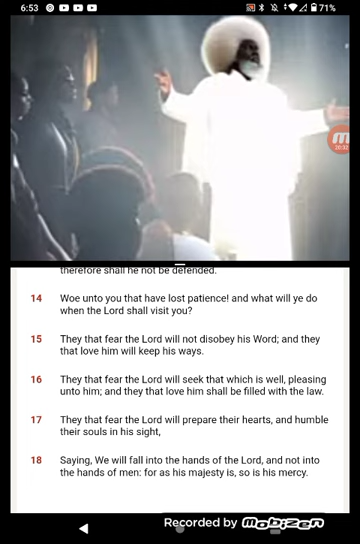 6:53
71%
20:32
therefore shall he not be defended.
14 Woe unto you that have lost patience! and what will ye do
when the Lord shall visit you?
15 They that fear the Lord will not disobey his Word; and they
that love him will keep his ways.
16 They that fear the Lord will seek that which is well, pleasing
unto him; and they that love him shall be filled with the law.
17 They that fear the Lord will prepare their hearts, and humble
their souls in his sight,
18 Saying, We will fall into the hands of the Lord, and not into
the hands of men: for as his majesty is, so is his mercy.
Recorded by mobizen